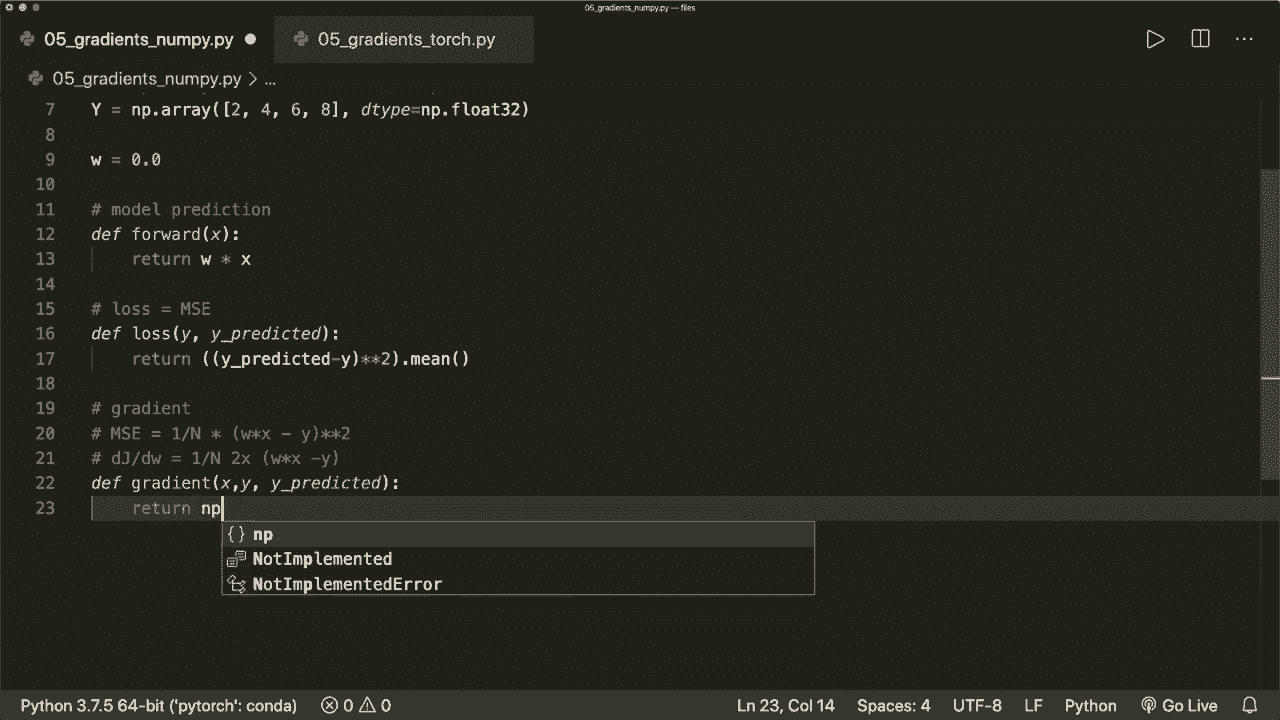 05_gradients_numpy.py — files
05_gradients_numpy.py 05_gradients_torch.py
05_gradients_numpy.py > ...
7 Y = np.array([2, 4, 6, 8], dtype=np.float32)
8
9 w = 0.0
10
11 # model prediction
12 def forward(x):
13 return w * x
14
15 # loss = MSE
16 def loss(y, y_predicted):
17 return ((y_predicted-y)**2).mean()
18
19 # gradient
20 # MSE = 1/N * (w*x - y)**2
21 # dJ/dw = 1/N 2x (w*x -y)
22 def gradient(x,y, y_predicted):
23 return np
{} np
NotImplemented
NotImplementedError
Python 3.7.5 64-bit ('pytorch': conda) 0 0 Ln 23, Col 14 Spaces: 4 UTF-8 LF Python Go Live